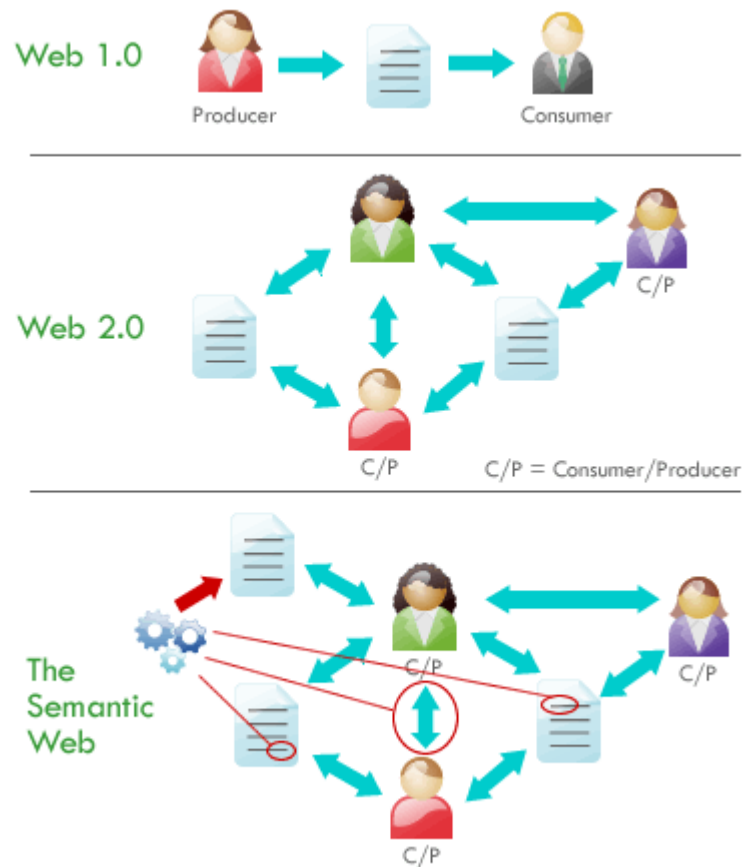 Web 1.0
Producer
Consumer
C/P
Web 2.0
C/P
C/P = Consumer/Producer
C/P
C/P
The
Semantic
Web
C/P